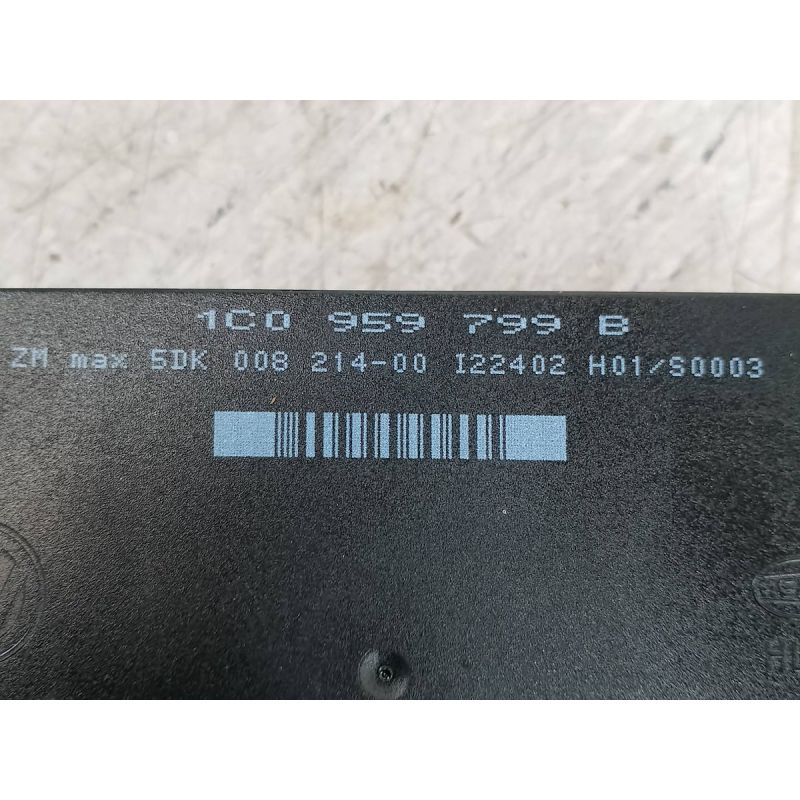 1C0 959 799 B
ZM max 5DK 008 214-00 I22402 H01/S0003